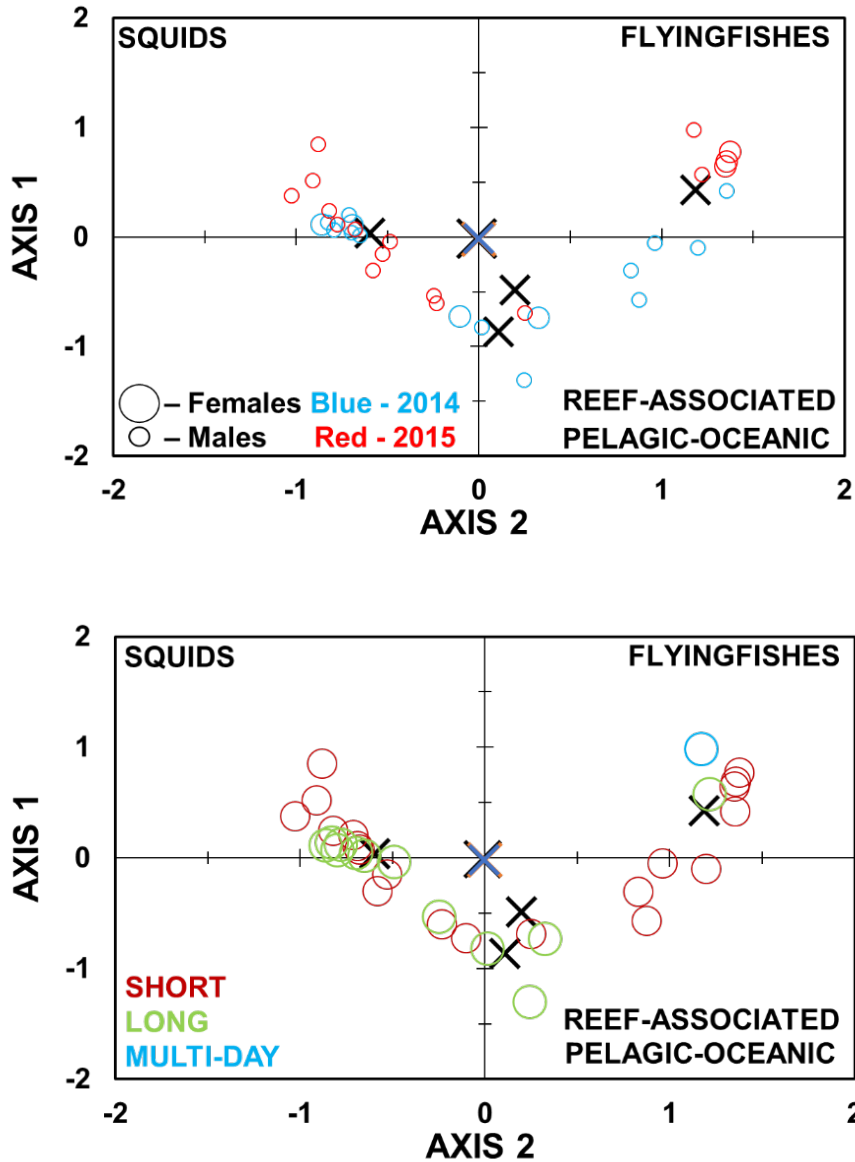 2
SQUIDS FLYINGFISHES
1
AXIS 1
0
-1
– Females Blue - 2014 REEF-ASSOCIATED
– Males Red - 2015 PELAGIC-OCEANIC
-2
-2 -1 0 1 2
AXIS 2
2
SQUIDS FLYINGFISHES
1
AXIS 1
0
-1
SHORT
LONG REEF-ASSOCIATED
MULTI-DAY PELAGIC-OCEANIC
-2
-2 -1 0 1 2
AXIS 2